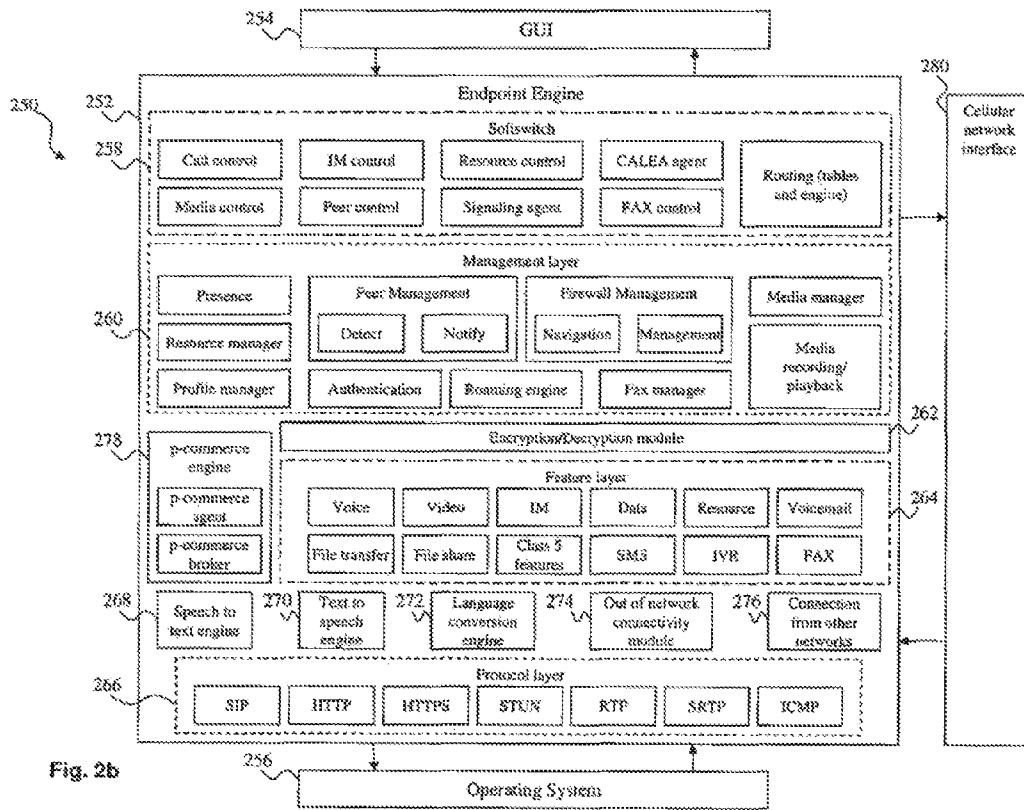 254
GUI
280
250
252
Endpoint Engine
Cellular
network
interface
258
Softswitch
Call control
IM control
Resource control
CALEA agent
Routing (tables
and engine)
Media control
Peer control
Signaling agent
FAX control
Management layer
260
Presence
Peer Management
Firewall Management
Media manager
Detect
Notify
Navigation
Management
Resource manager
Media
recording/
playback
Profile manager
Authentication
Roaming engine
Fax manager
262
278
Encryption/Decryption module
p-commerce
engine
p-commerce
agent
p-commerce
broker
Feature layer
264
Voice
Video
IM
Data
Resource
Voicemail
File transfer
File share
Class 5
features
SMS
IVR
FAX
268
Speech to
text engine
270
Text to
speech engine
272
Language
conversion
engine
274
Out of network
connectivity
module
276
Connection
from other
networks
266
Protocol layer
SIP
HTTP
HTTPS
STUN
RTP
SRTP
ICMP
Fig. 2b
256
Operating System